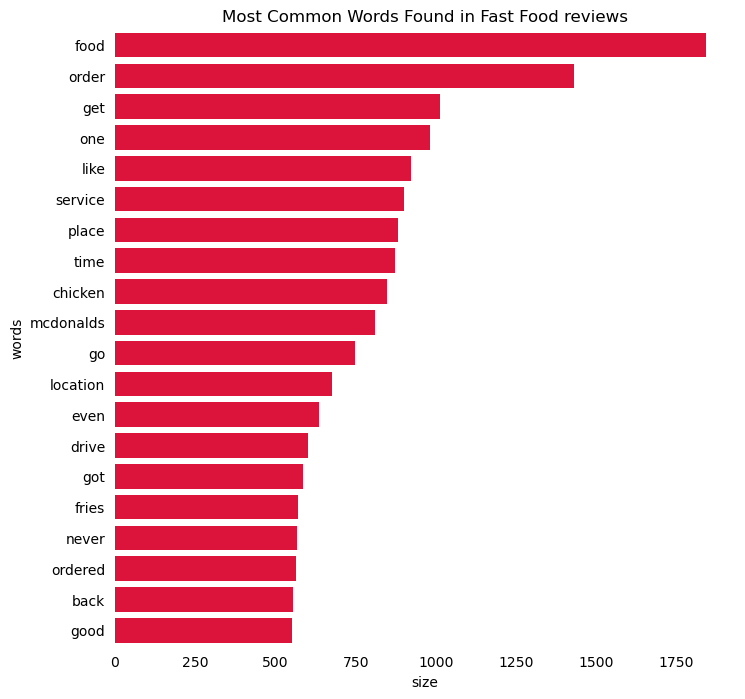 Most Common Words Found in Fast Food reviews
words
food
order
get
one
like
service
place
time
chicken
mcdonalds
go
location
even
drive
got
fries
never
ordered
back
good
0 250 500 750 1000 1250 1500 1750
size